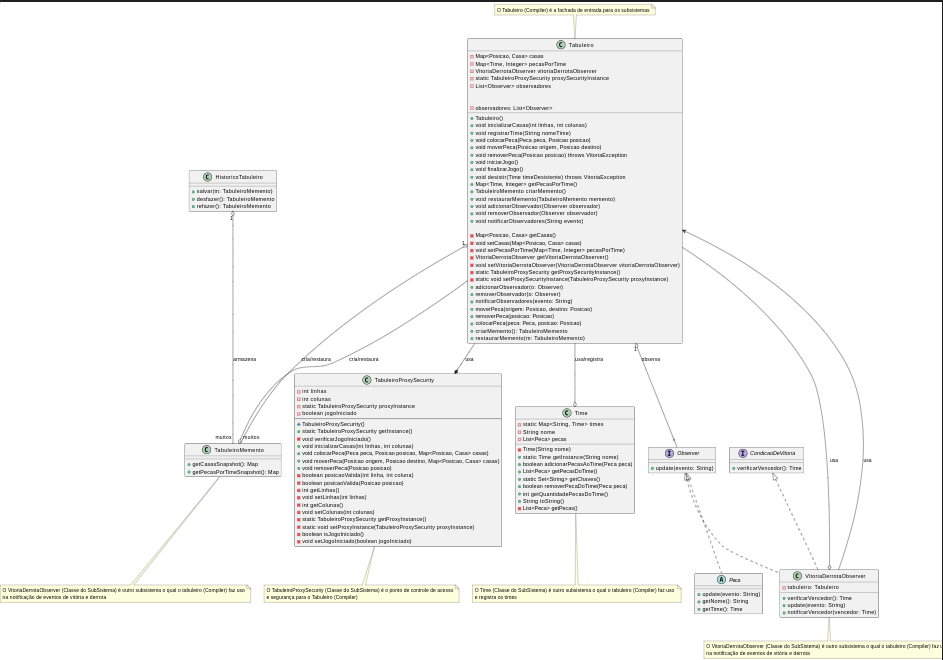 O Tabuleiro (Compiler) é a fachada de entrada para os subsistemas
C Tabuleiro
Map<Posicao, Casa> casas
Map<Time, Integer> pecasPorTime
VitoriaDerrotaObserver vitoriaDerrotaObserver
static TabuleiroProxySecurity proxySecurityInstance
List<Observer> observadores
observadores: List<Observer>
Tabuleiro()
void inicializarCasas(int linhas, int colunas)
void registrarTime(String nomeTime)
void colocarPeca(Peca peca, Posicao posicao)
void moverPeca(Posicao origem, Posicao destino)
void removerPeca(Posicao posicao) throws VitoriaException
void iniciarJogo()
void finalizarJogo()
void desistir(Time timeDesistente) throws VitoriaException
Map<Time, Integer> getPecasPorTime()
TabuleiroMemento criarMemento()
void restaurarMemento(TabuleiroMemento memento)
void adicionarObservador(Observer observador)
void removerObservador(Observer observador)
void notificarObservadores(String evento)
Map<Posicao, Casa> getCasas()
void setCasas(Map<Posicao, Casa> casas)
void setPecasPorTime(Map<Time, Integer> pecasPorTime)
VitoriaDerrotaObserver getVitoriaDerrotaObserver()
void setVitoriaDerrotaObserver(VitoriaDerrotaObserver vitoriaDerrotaObserver)
static TabuleiroProxySecurity getProxySecurityInstance()
static void setProxySecurityInstance(TabuleiroProxySecurity proxyInstance)
adicionarObservador(o: Observer)
removerObservador(o: Observer)
notificarObservadores(evento: String)
moverPeca(origem: Posicao, destino: Posicao)
removerPeca(posicao: Posicao)
colocarPeca(peca: Peca, posicao: Posicao)
criarMemento(): TabuleiroMemento
restaurarMemento(m: TabuleiroMemento)
C HistoricoTabuleiro
salvar(m: TabuleiroMemento)
desfazer(): TabuleiroMemento
refazer(): TabuleiroMemento
1
1
1
armazena
cria/restaura
cria/restaura
usa
usa/registra
observa
usa
usa
muitos
muitos
C TabuleiroMemento
getCasasSnapshot(): Map
getPecasPorTimeSnapshot(): Map
C TabuleiroProxySecurity
int linhas
int colunas
static TabuleiroProxySecurity proxyInstance
boolean jogoIniciado
TabuleiroProxySecurity()
static TabuleiroProxySecurity getInstance()
void verificarJogoIniciado()
void inicializarCasas(int linhas, int colunas)
void colocarPeca(Peca peca, Posicao posicao, Map<Posicao, Casa> casas)
void moverPeca(Posicao origem, Posicao destino, Map<Posicao, Casa> casas)
void removerPeca(Posicao posicao)
boolean posicaoValida(int linha, int coluna)
boolean posicaoValida(Posicao posicao)
int getLinhas()
void setLinhas(int linhas)
int getColunas()
void setColunas(int colunas)
static TabuleiroProxySecurity getProxyInstance()
static void setProxyInstance(TabuleiroProxySecurity proxyInstance)
boolean isJogoIniciado()
void setJogoIniciado(boolean jogoIniciado)
C Time
static Map<String, Time> times
String nome
List<Peca> pecas
Time(String nome)
static Time getInstance(String nome)
boolean adicionarPecasAoTime(Peca peca)
List<Peca> getPecasDoTime()
static Set<String> getChaves()
boolean removerPecaDoTime(Peca peca)
int getQuantidadePecasDoTime()
String toString()
List<Peca> getPecas()
I Observer
update(evento: String)
I CondicaoDeVitoria
verificarVencedor(): Time
A Peca
update(evento: String)
getNome(): String
getTime(): Time
C VitoriaDerrotaObserver
tabuleiro: Tabuleiro
verificarVencedor(): Time
update(evento: String)
notificarVencedor(vencedor: Time)
O VitoriaDerrotaObserver (Classe do SubSistema) é outro subsistema o qual o tabuleiro (Compiler) faz uso
na notificação de eventos de vitória e derrota
O TabuleiroProxySecurity (Classe do SubSistema) é o ponto de controle de acesso
e segurança para o Tabuleiro (Compiler)
O Time (Classe do SubSistema) é outro subsistema o qual o tabuleiro (Compiler) faz uso
e registra os times
O VitoriaDerrotaObserver (Classe do SubSistema) é outro subsistema o qual o tabuleiro (Compiler) faz
na notificação de eventos de vitória e derrota